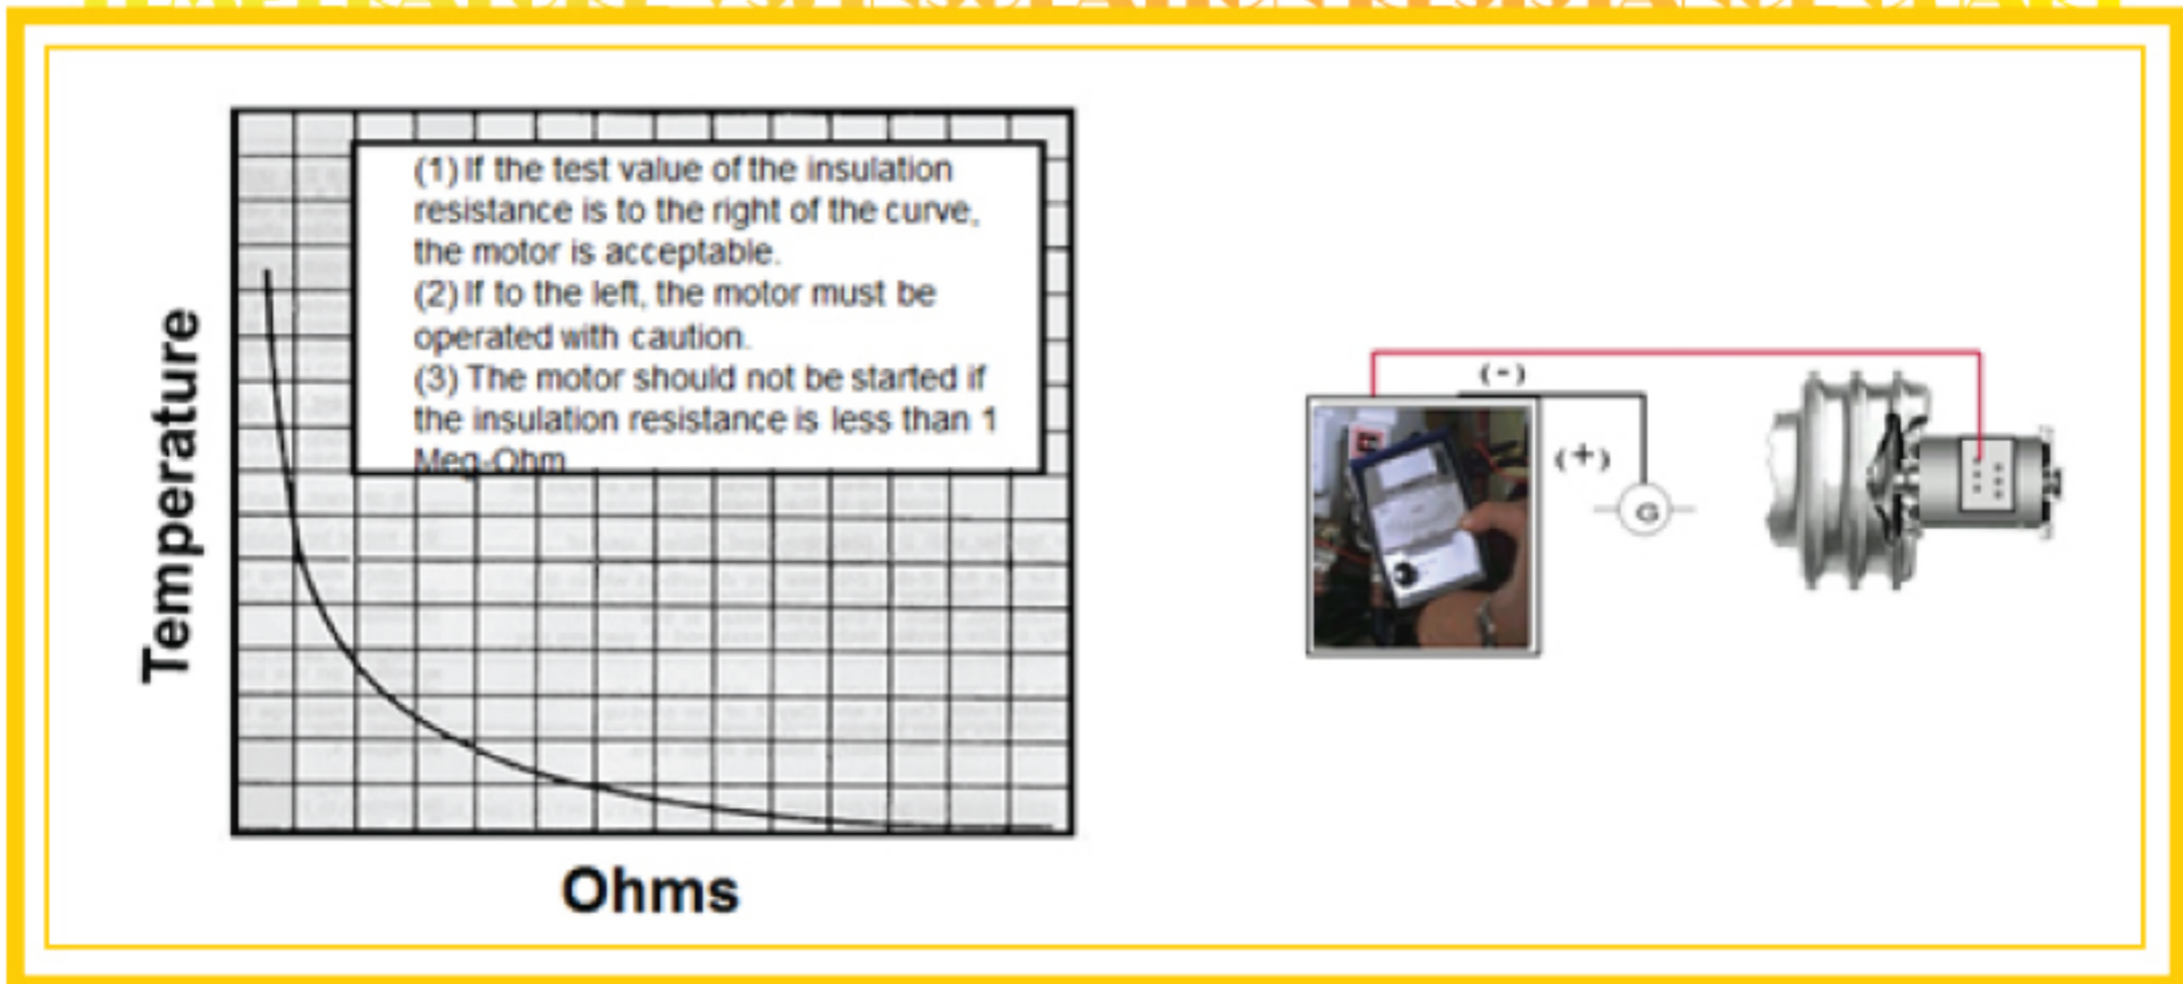 (1) If the test value of the insulation
resistance is to the right of the curve,
the motor is acceptable.
(2) If to the left, the motor must be
operated with caution.
(3) The motor should not be started if
the insulation resistance is less than 1
Meg-Ohm
Temperature
Ohms
(-)
(+)
G